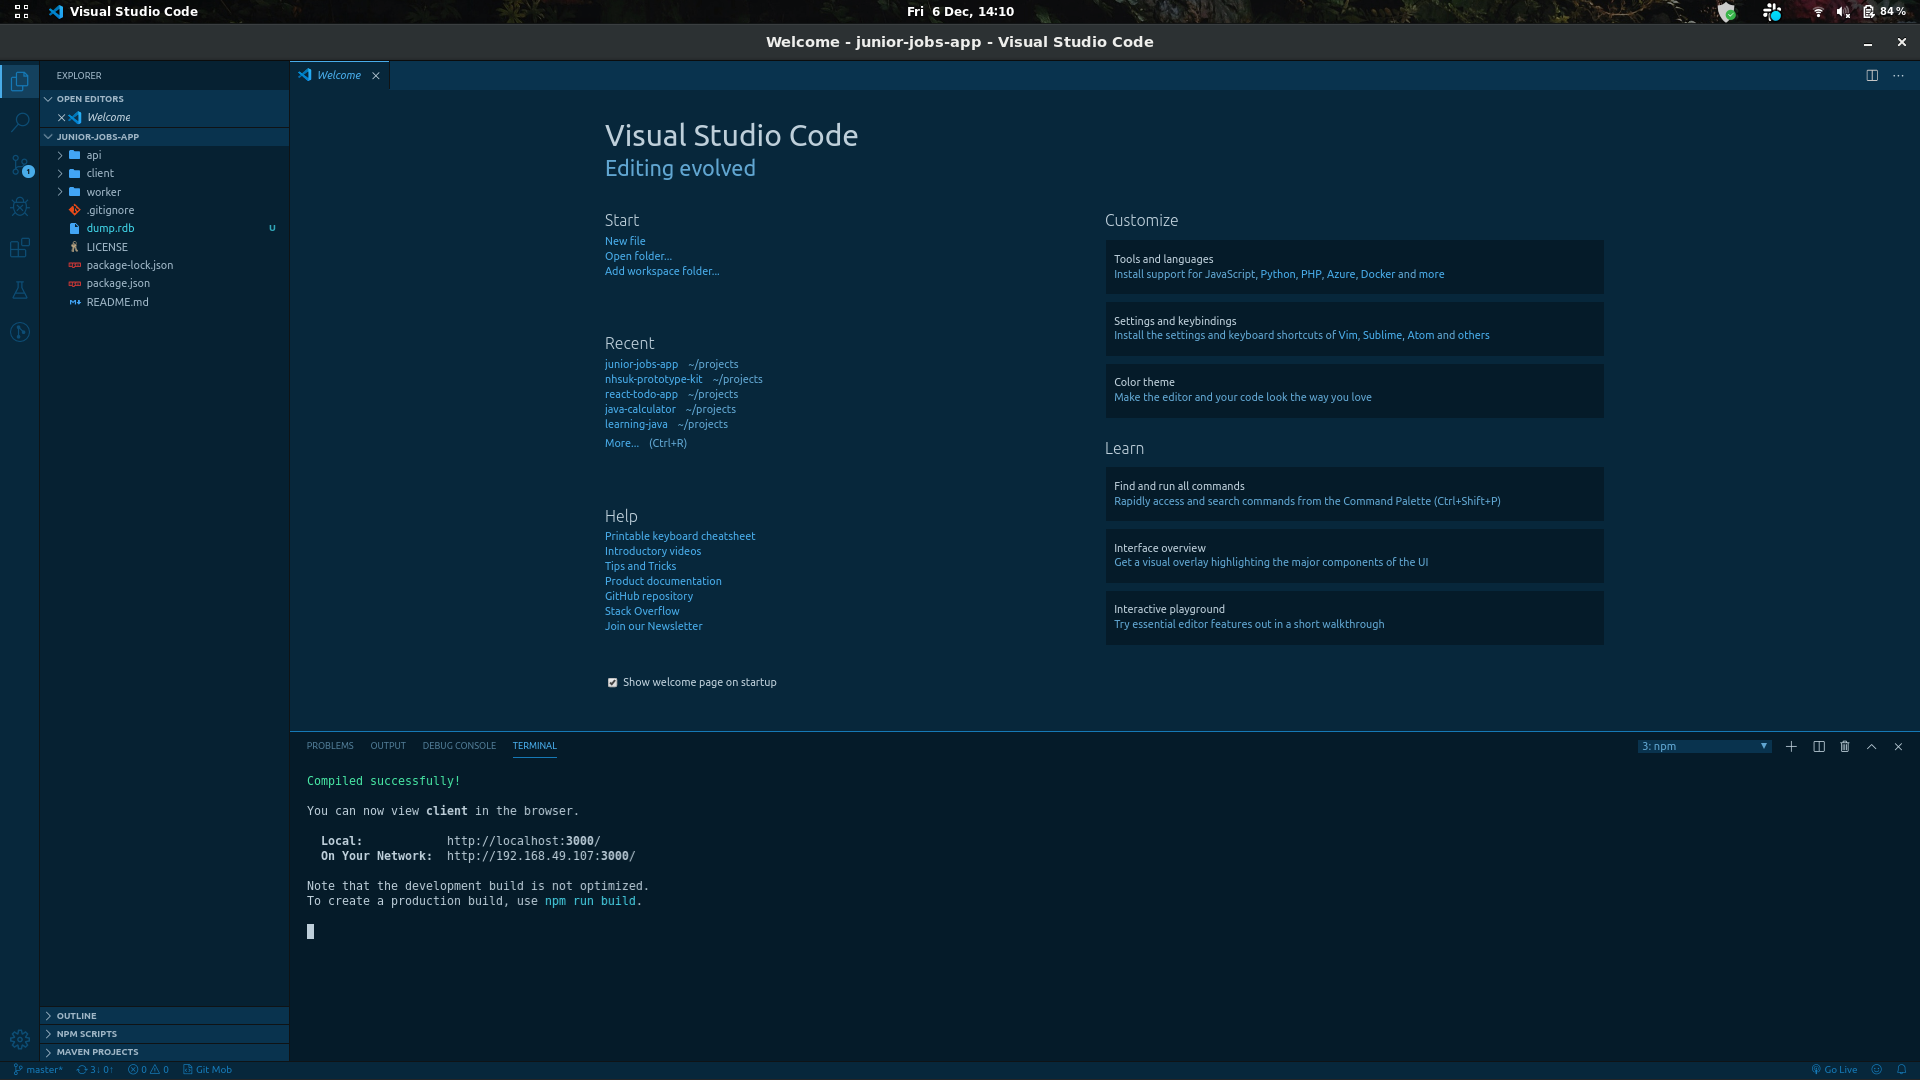 Visual Studio Code
Fri 6 Dec, 14:10
84 %
Welcome - junior-jobs-app - Visual Studio Code
EXPLORER
OPEN EDITORS
Welcome
JUNIOR-JOBS-APP
api
client
worker
.gitignore
dump.rdb U
LICENSE
package-lock.json
package.json
README.md
OUTLINE
NPM SCRIPTS
MAVEN PROJECTS
1
Welcome
Visual Studio Code
Editing evolved
Start
New file
Open folder...
Add workspace folder...
Recent
junior-jobs-app ~/projects
nhsuk-prototype-kit ~/projects
react-todo-app ~/projects
java-calculator ~/projects
learning-java ~/projects
More... (Ctrl+R)
Help
Printable keyboard cheatsheet
Introductory videos
Tips and Tricks
Product documentation
GitHub repository
Stack Overflow
Join our Newsletter
Show welcome page on startup
Customize
Tools and languages
Install support for JavaScript, Python, PHP, Azure, Docker and more
Settings and keybindings
Install the settings and keyboard shortcuts of Vim, Sublime, Atom and others
Color theme
Make the editor and your code look the way you love
Learn
Find and run all commands
Rapidly access and search commands from the Command Palette (Ctrl+Shift+P)
Interface overview
Get a visual overlay highlighting the major components of the UI
Interactive playground
Try essential editor features out in a short walkthrough
PROBLEMS OUTPUT DEBUG CONSOLE TERMINAL
3: npm
Compiled successfully!
You can now view client in the browser.
Local: http://localhost:3000/
On Your Network: http://192.168.49.107:3000/
Note that the development build is not optimized.
To create a production build, use npm run build.
master* 3↓ 0↑ 0 0 Git Mob
Go Live